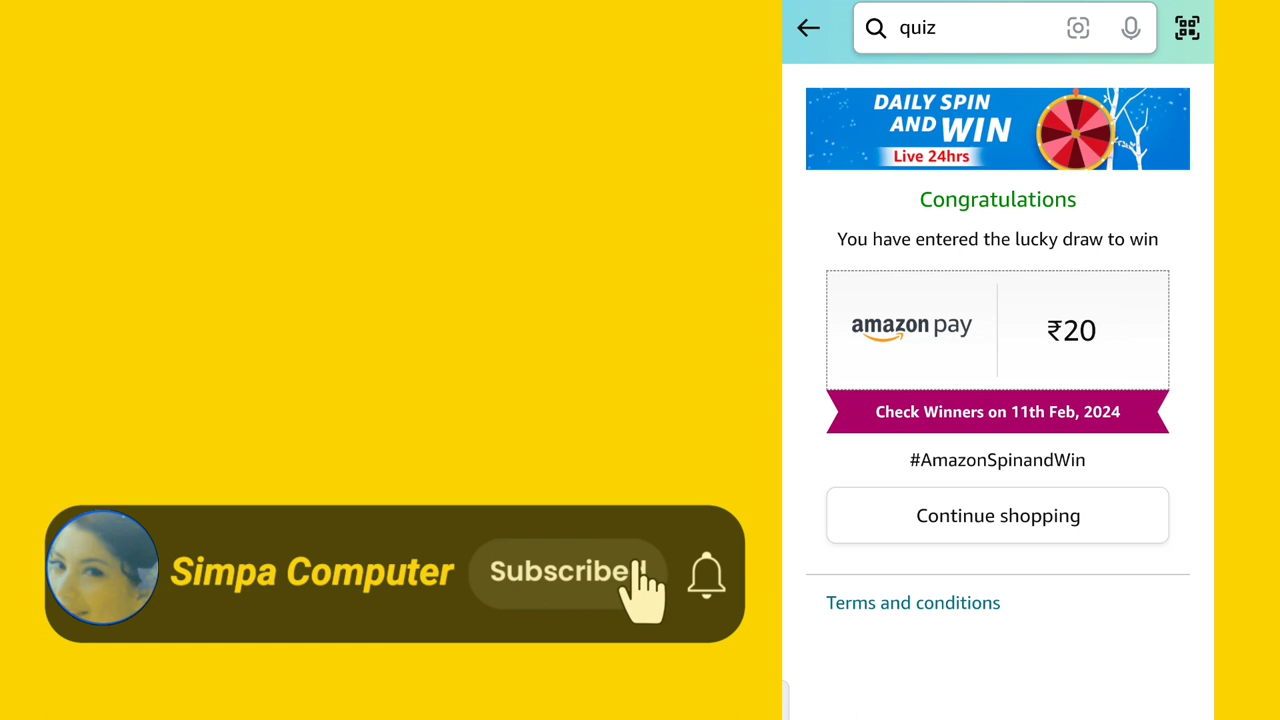 quiz
DAILY SPIN
AND WIN
Live 24hrs
Congratulations
You have entered the lucky draw to win
amazon pay
₹20
Check Winners on 11th Feb, 2024
#AmazonSpinandWin
Continue shopping
Terms and conditions
Simpa Computer
Subscribe!!